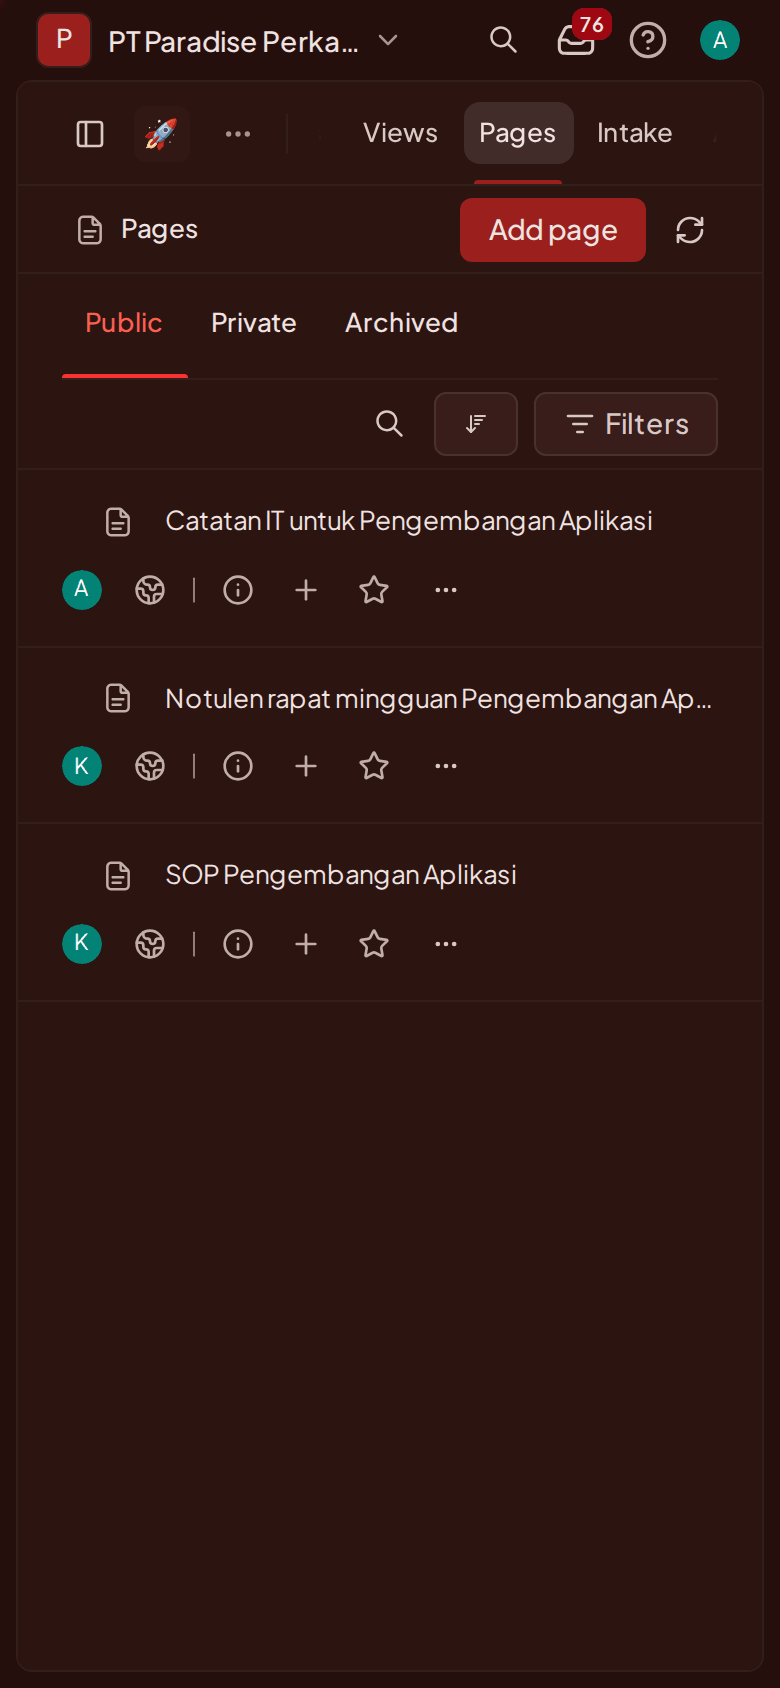 P PT Paradise Perka... 76 A
Views Pages Intake
Pages Add page
Public Private Archived
Filters
Catatan IT untuk Pengembangan Aplikasi
A
Notulen rapat mingguan Pengembangan Ap...
K
SOP Pengembangan Aplikasi
K